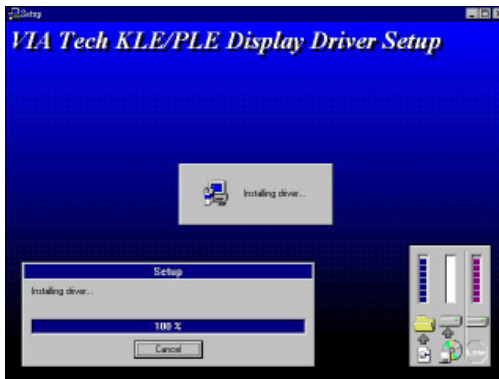 Setup
VIA Tech KLE/PLE Display Driver Setup
Installing driver...
Setup
Installing driver...
100 %
Cancel